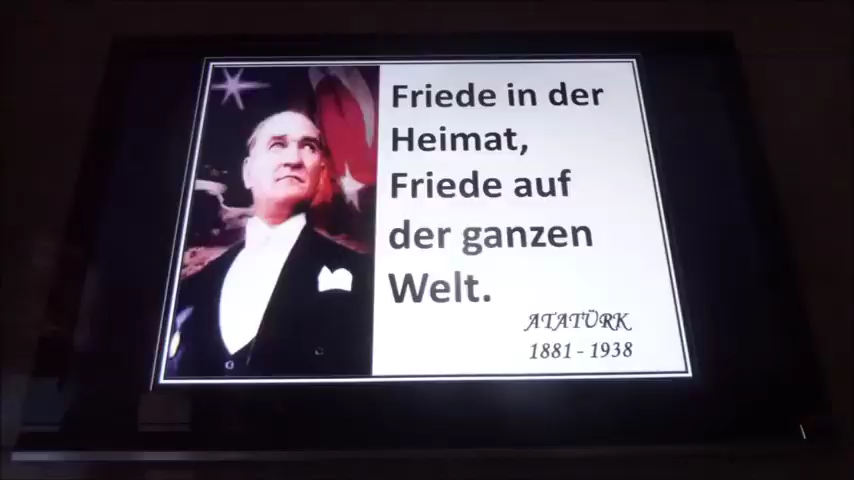 Friede in der
Heimat,
Friede auf
der ganzen
Welt.
ATATÜRK
1881 - 1938